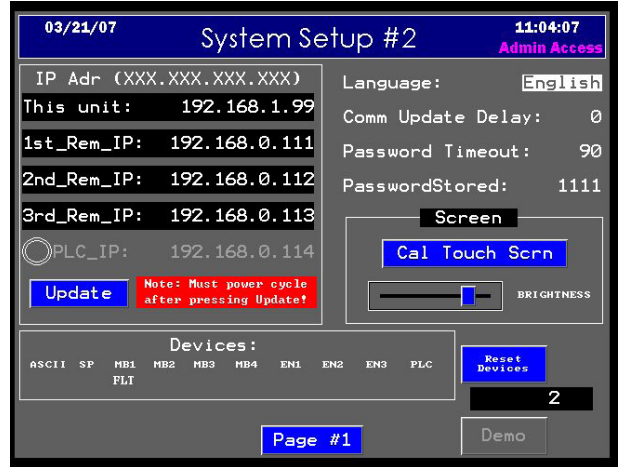 03/21/07
System Setup #2
11:04:07
Admin Access
IP Adr (XXX.XXX.XXX.XXX)
This unit: 192.168.1.99
1st_Rem_IP: 192.168.0.111
2nd_Rem_IP: 192.168.0.112
3rd_Rem_IP: 192.168.0.113
PLC_IP: 192.168.0.114
Update
Note: Must power cycle
after pressing Update!
Language: English
Comm Update Delay: 0
Password Timeout: 90
PasswordStored: 1111
Screen
Cal Touch Scrn
BRIGHTNESS
Devices:
ASCII SP MB1 MB2 MB3 MB4 EN1 EN2 EN3 PLC
FLT
Reset
Devices
2
Page #1
Demo